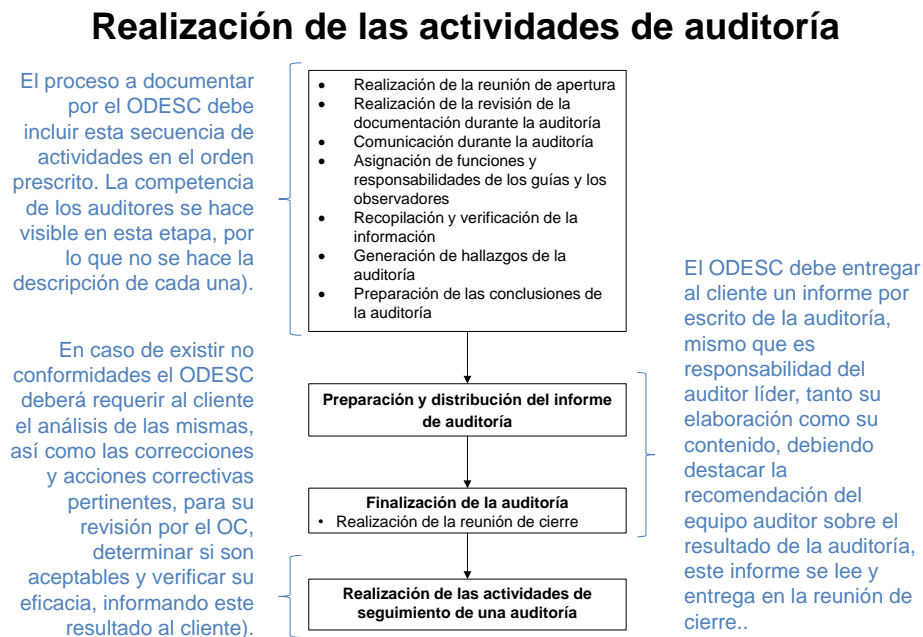 Realización de las actividades de auditoría
El proceso a documentar
por el ODESC debe
incluir esta secuencia de
actividades en el orden
prescrito. La competencia
de los auditores se hace
visible en esta etapa, por
lo que no se hace la
descripción de cada una).
• Realización de la reunión de apertura
• Realización de la revisión de la
documentación durante la auditoría
• Comunicación durante la auditoría
• Asignación de funciones y
responsabilidades de los guías y los
observadores
• Recopilación y verificación de la
información
• Generación de hallazgos de la
auditoría
• Preparación de las conclusiones de
la auditoría
En caso de existir no
conformidades el ODESC
deberá requerir al cliente
el análisis de las mismas,
así como las correcciones
y acciones correctivas
pertinentes, para su
revisión por el OC,
determinar si son
aceptables y verificar su
eficacia, informando este
resultado al cliente).
Preparación y distribución del informe
de auditoría
Finalización de la auditoría
• Realización de la reunión de cierre
Realización de las actividades de
seguimiento de una auditoría
El ODESC debe entregar
al cliente un informe por
escrito de la auditoría,
mismo que es
responsabilidad del
auditor líder, tanto su
elaboración como su
contenido, debiendo
destacar la
recomendación del
equipo auditor sobre el
resultado de la auditoría,
este informe se lee y
entrega en la reunión de
cierre..